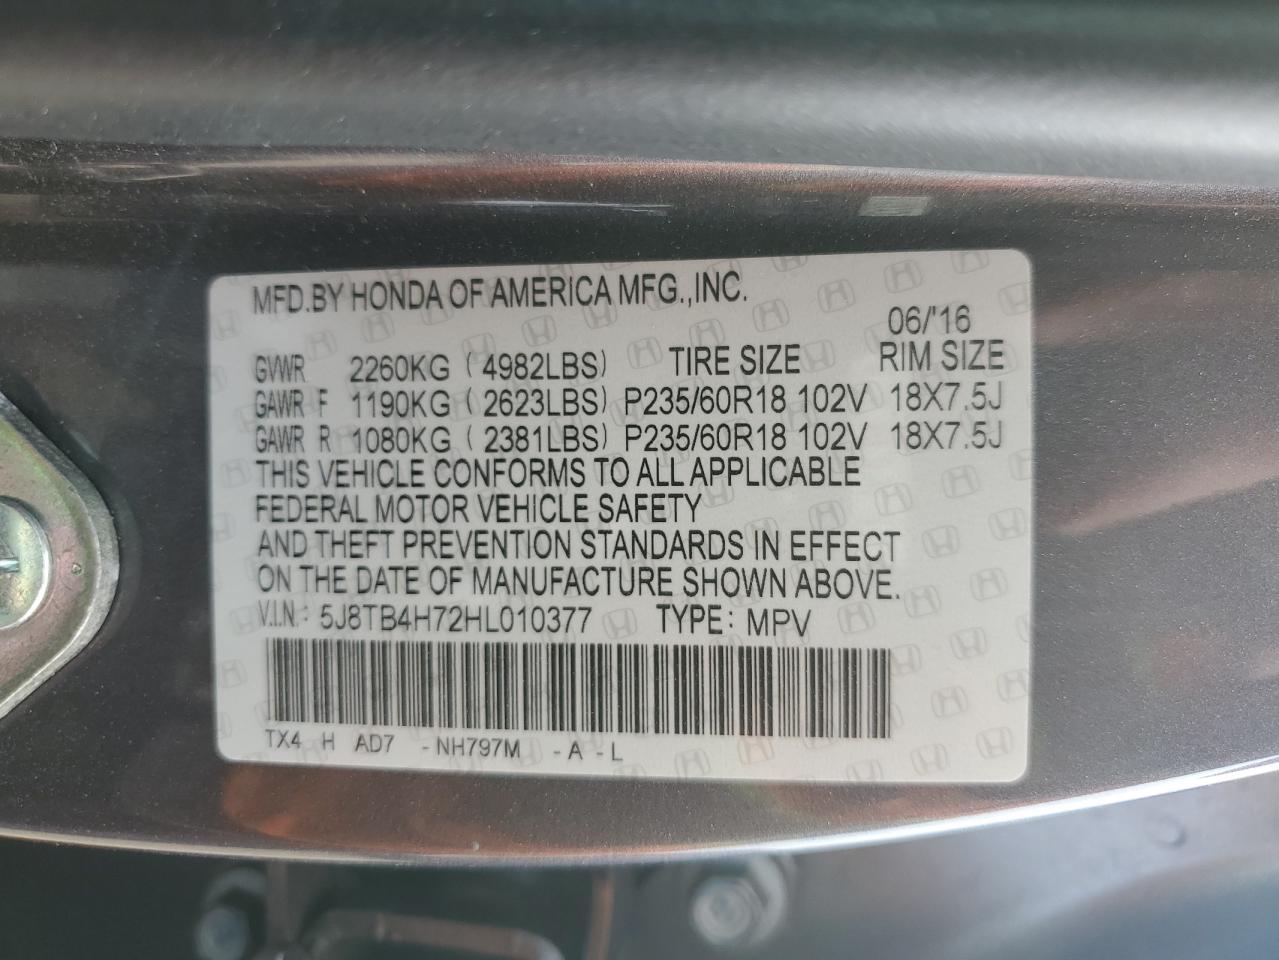 MFD.BY HONDA OF AMERICA MFG.,INC.
06/'16
GVWR 2260KG ( 4982LBS) TIRE SIZE RIM SIZE
GAWR F 1190KG ( 2623LBS) P235/60R18 102V 18X7.5J
GAWR R 1080KG ( 2381LBS) P235/60R18 102V 18X7.5J
THIS VEHICLE CONFORMS TO ALL APPLICABLE
FEDERAL MOTOR VEHICLE SAFETY
AND THEFT PREVENTION STANDARDS IN EFFECT
ON THE DATE OF MANUFACTURE SHOWN ABOVE.
V.I.N.: 5J8TB4H72HL010377 TYPE: MPV
TX4 H AD7 -NH797M -A -L